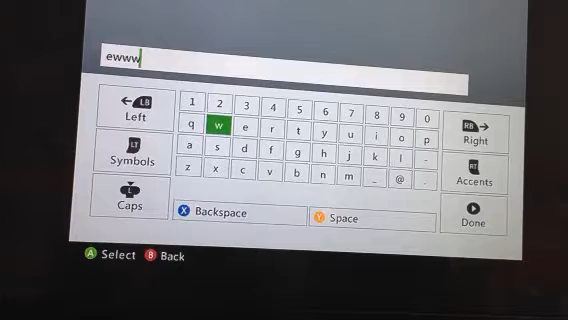 ewww
LB
Left
1 2 3 4 5 6 7 8 9 0
RB
Right
q w e r t y u i o p
LT
Symbols
a s d f g h j k l -
RT
Accents
z x c v b n m _ @ .
L
Caps
X Backspace
Y Space
Done
A Select B Back